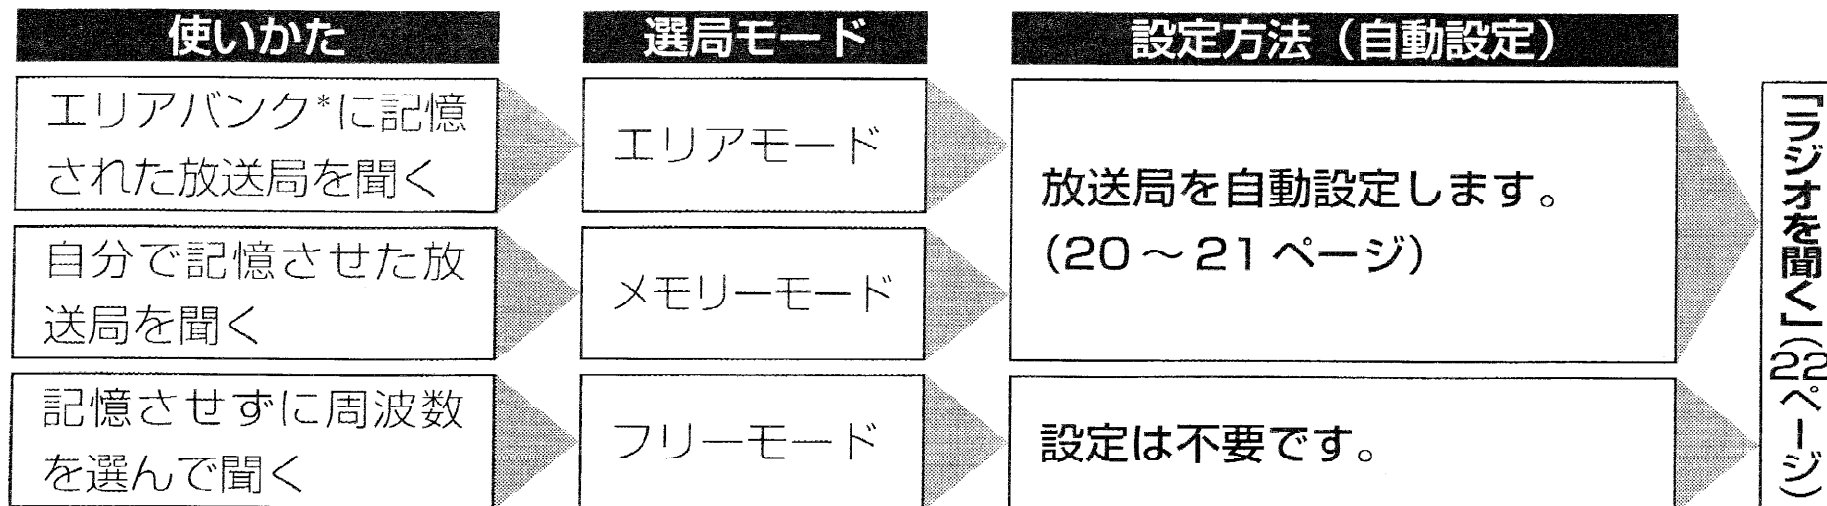 使いかた
選局モード
設定方法（自動設定）
エリアバンク*に記憶
された放送局を聞く
エリアモード
自分で記憶させた放
送局を聞く
メモリーモード
放送局を自動設定します。
（20～21ページ）
記憶させずに周波数
を選んで聞く
フリーモード
設定は不要です。
「ラジオを聞く」（22ページ）